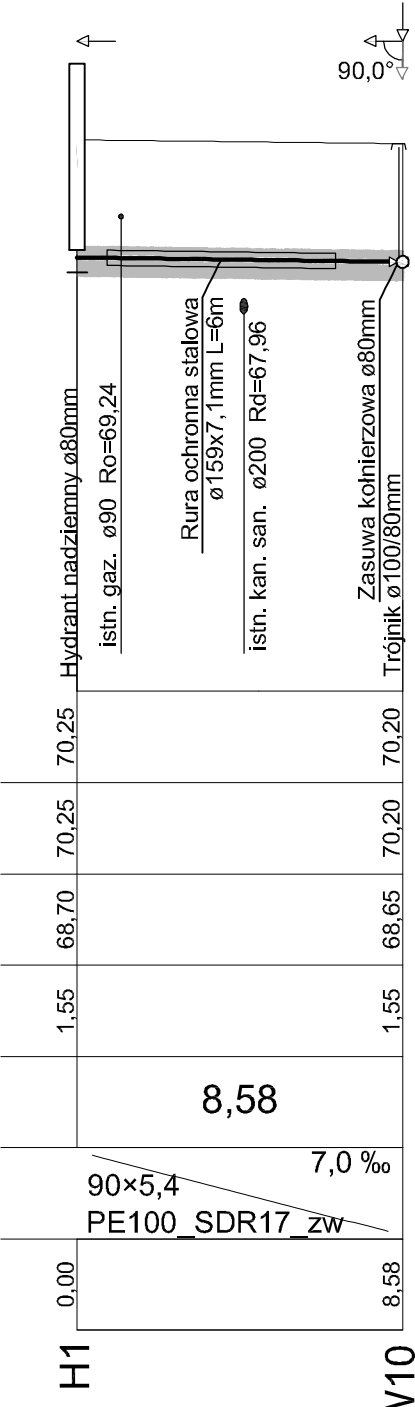 90,0°
Hydrant nadziemny ø80mm
istn. gaz. ø90 Ro=69,24
Rura ochronna stalowa
ø159x7,1mm L=6m
istn. kan. san. ø200 Rd=67,96
Zasuwa kołnierzowa ø80mm
Trójnik ø100/80mm
70,25
70,20
70,25
70,20
68,70
68,65
1,55
1,55
8,58
7,0 ‰
90×5,4
PE100_SDR17_zw
0,00
8,58
H1